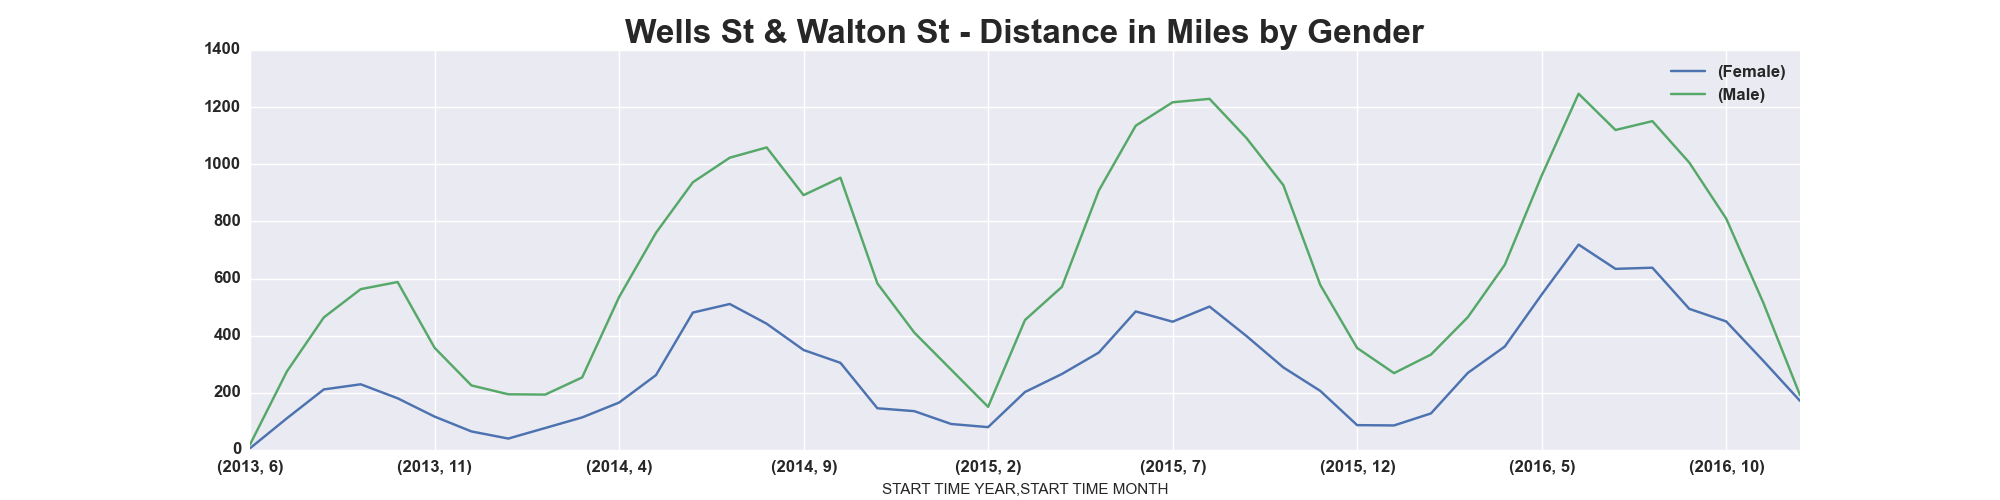 Wells St & Walton St - Distance in Miles by Gender
1400
1200
1000
800
600
400
200
0
(Female)
(Male)
(2013, 6) (2013, 11) (2014, 4) (2014, 9) (2015, 2) (2015, 7) (2015, 12) (2016, 5) (2016, 10)
START TIME YEAR,START TIME MONTH